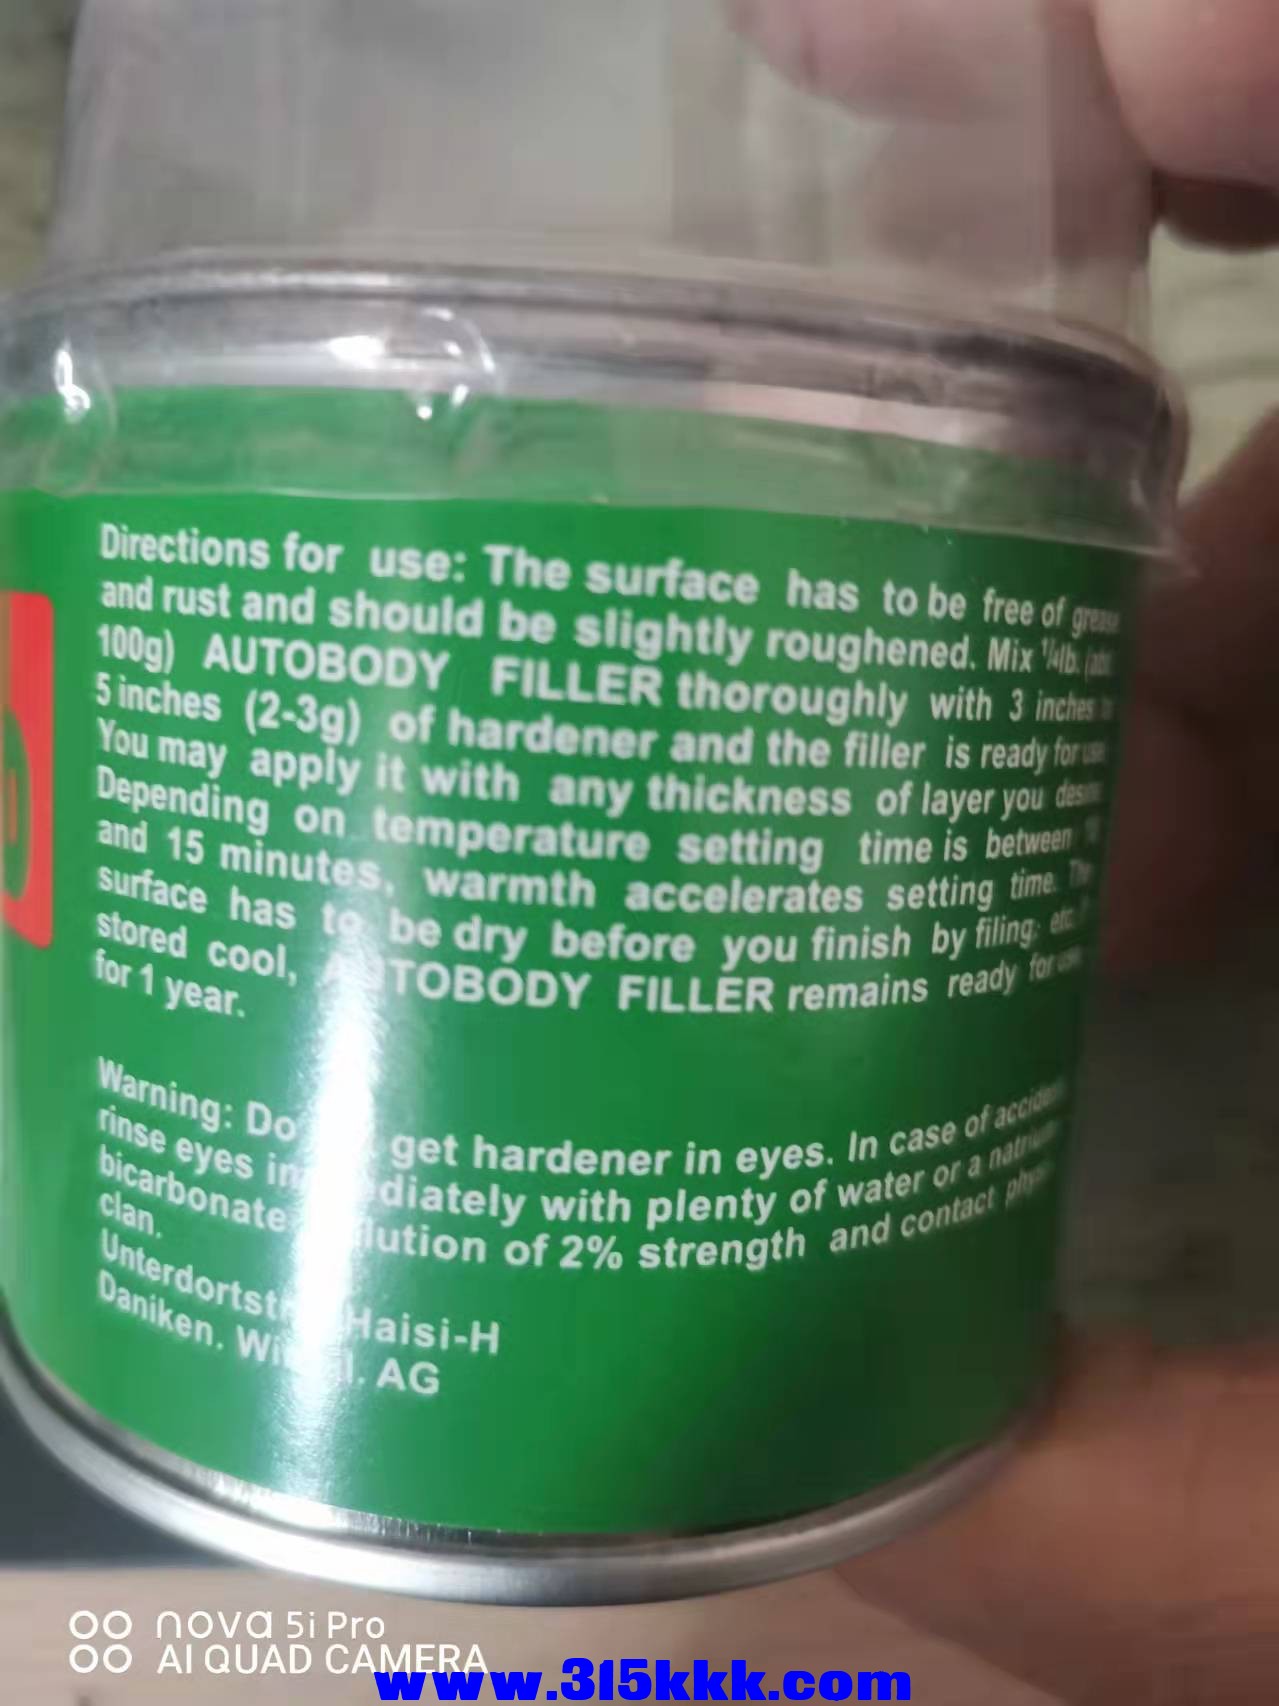 Directions for use: The surface has to be free of grease
and rust and should be slightly roughened. Mix 1/4lb.
100g) AUTOBODY FILLER thoroughly with 3 inches
5 inches (2-3g) of hardener and the filler is ready for use
You may apply it with any thickness of layer you
Depending on temperature setting time is between
and 15 minutes, warmth accelerates setting time.
surface has to be dry before you finish by filing, etc.
stored cool, TOBODY FILLER remains ready for
for 1 year.
Warning: Do get hardener in eyes. In case of
rinse eyes diately with plenty of water or a
bicarbonate lution of 2% strength and contact
clan.
Haisi-H
Daniken. AG
nova 5i Pro
AI QUAD CAMERA
www.315kkk.com